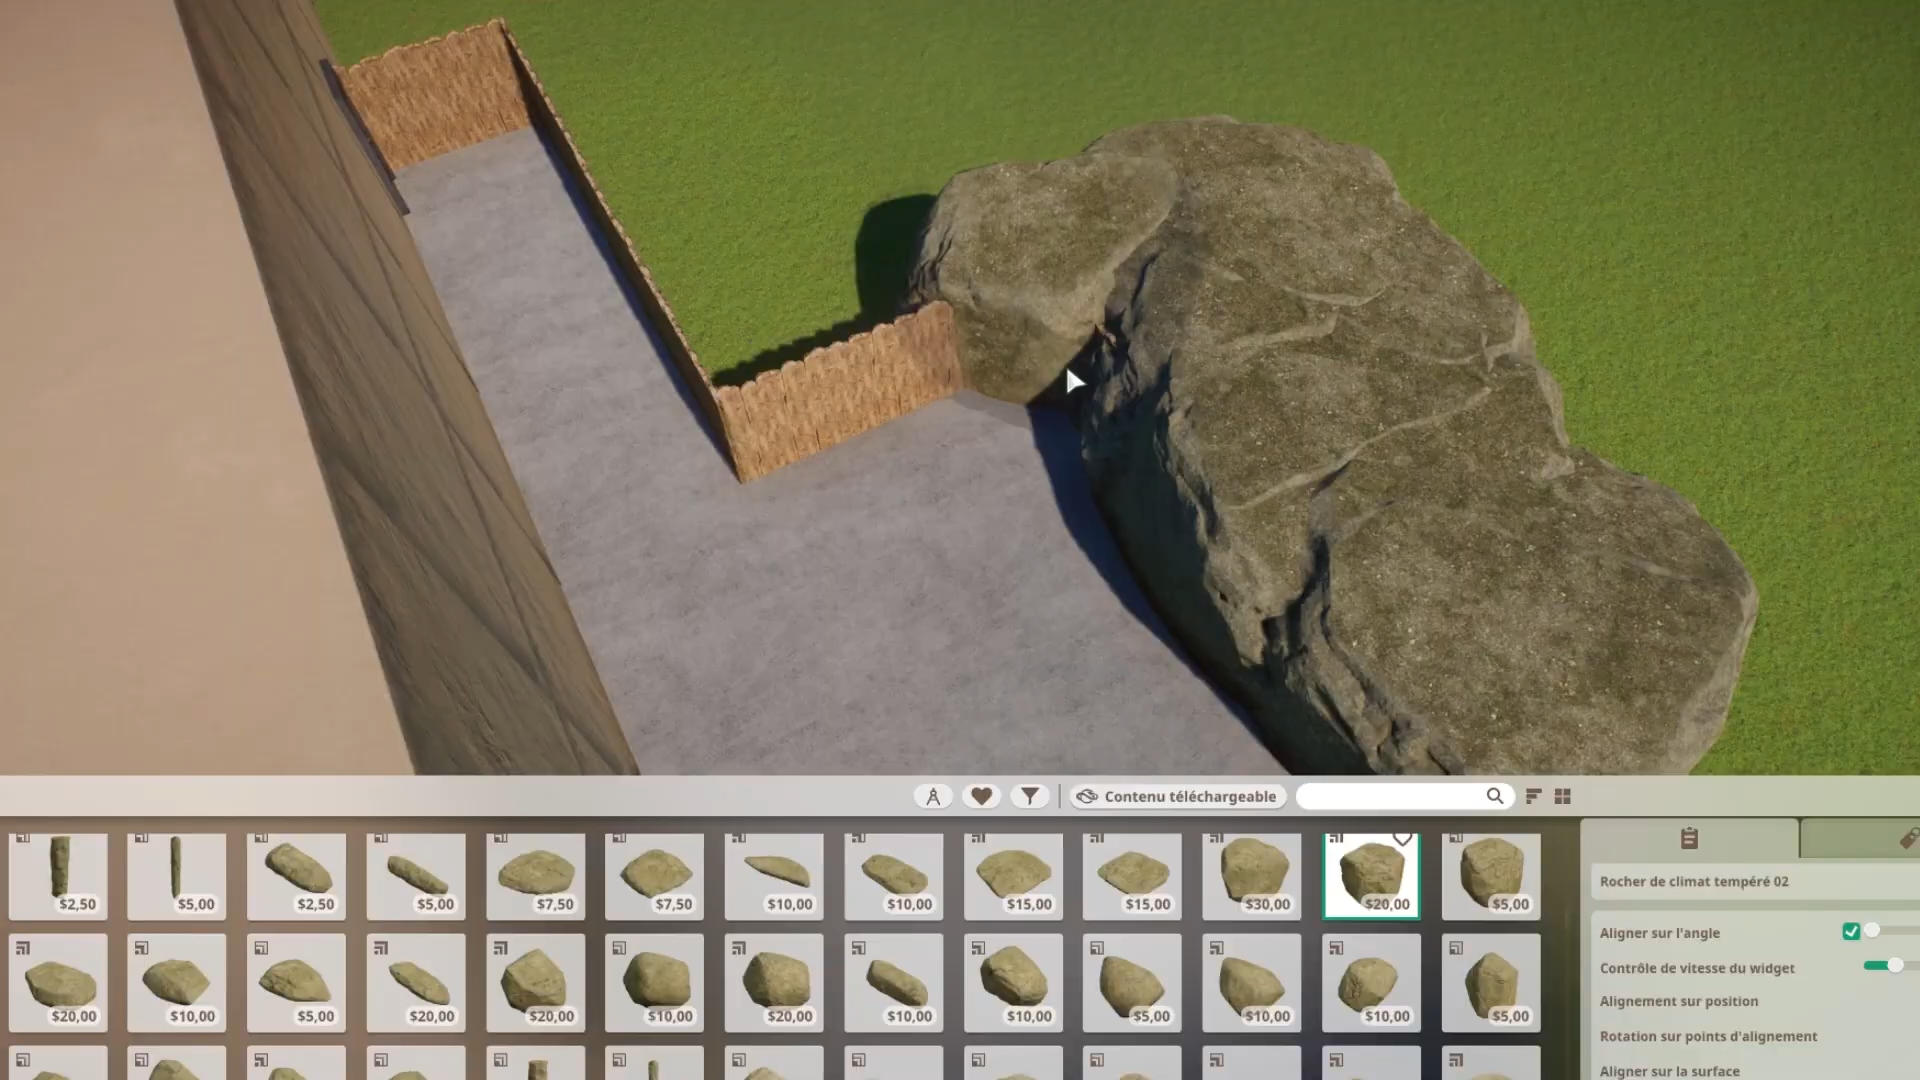 Contenu téléchargeable
$2,50 $5,00 $2,50 $5,00 $7,50 $7,50 $10,00 $10,00 $15,00 $15,00 $30,00 $20,00 $5,00
$20,00 $10,00 $5,00 $20,00 $20,00 $10,00 $20,00 $10,00 $10,00 $5,00 $10,00 $10,00 $5,00
Rocher de climat tempéré 02
Aligner sur l'angle
Contrôle de vitesse du widget
Alignement sur position
Rotation sur points d'alignement
Aligner sur la surface